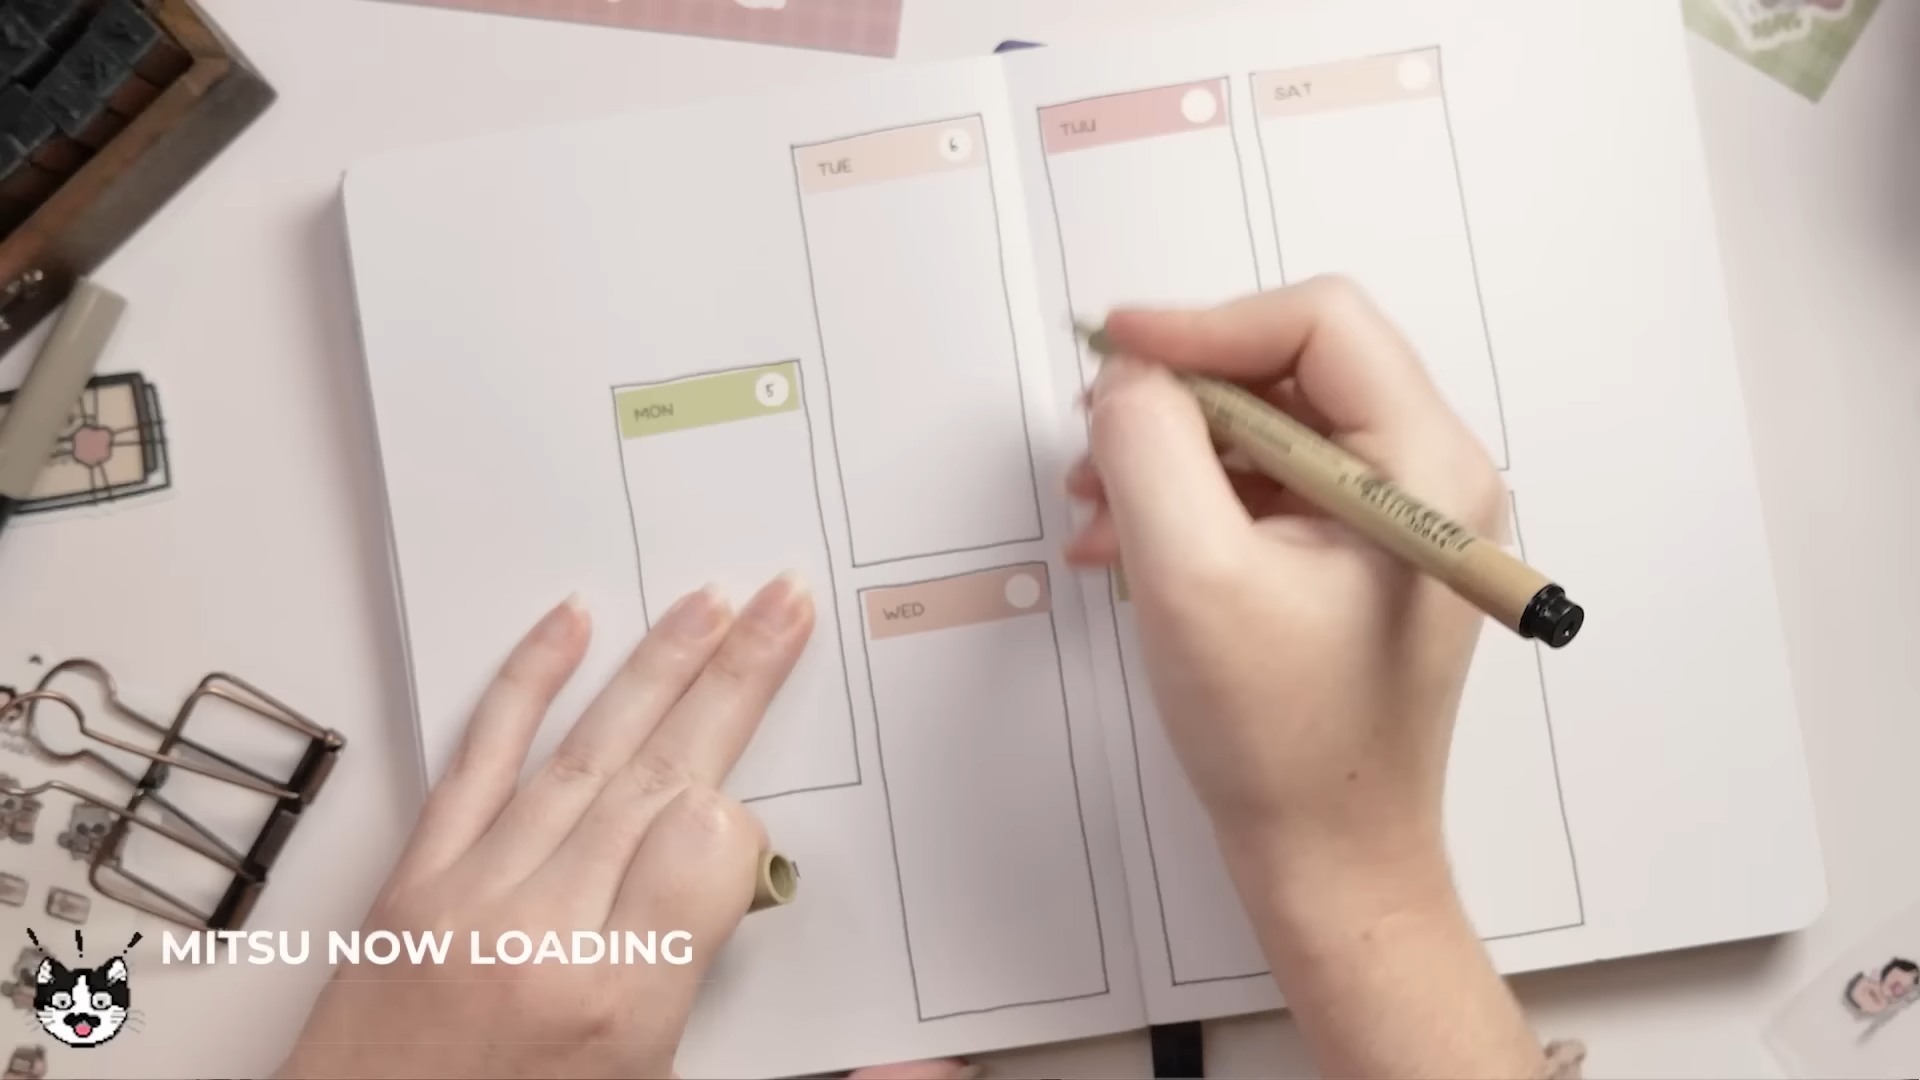 TUE 6
THU
SAT
MON 5
WED
MITSU NOW LOADING